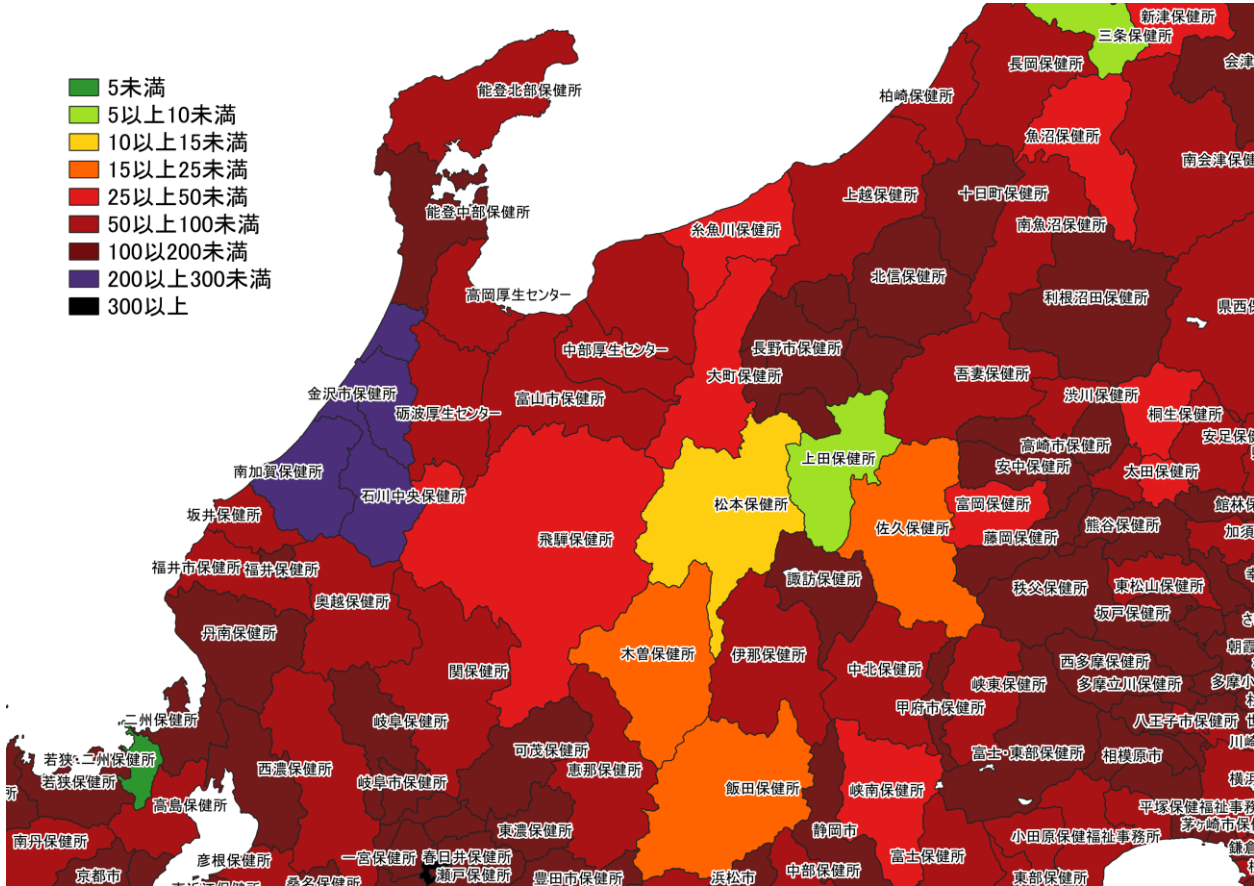 5未満
5以上10未満
10以上15未満
15以上25未満
25以上50未満
50以上100未満
100以200未満
200以上300未満
300以上
新津保健所
三条保健所
長岡保健所
会津
能登北部保健所
柏崎保健所
魚沼保健所
南会津保健
上越保健所
十日町保健所
能登中部保健所
南魚沼保健所
糸魚川保健所
北信保健所
高岡厚生センター
利根沼田保健所
県西保
中部厚生センター
長野市保健所
大町保健所
吾妻保健所
金沢市保健所
渋川保健所
砺波厚生センター
富山市保健所
桐生保健所
安足保健
高崎市保健所
上田保健所
安中保健所
南加賀保健所
太田保健所
石川中央保健所
松本保健所
富岡保健所
館林保
坂井保健所
佐久保健所
熊谷保健所
飛騨保健所
藤岡保健所
加須
福井市保健所
福井保健所
諏訪保健所
秩父保健所
東松山保健所
奥越保健所
坂戸保健所
さ
丹南保健所
木曽保健所
伊那保健所
朝霞
関保健所
中北保健所
西多摩保健所
峡東保健所
多摩立川保健所
多摩小
甲府市保健所
二州保健所
岐阜保健所
八王子市保健所
世
川崎
可茂保健所
富士・東部保健所
相模原市
若狭・二州保健所
西濃保健所
恵那保健所
若狭保健所
岐阜市保健所
飯田保健所
峡南保健所
横浜
所
高島保健所
平塚保健福祉事務
東濃保健所
静岡市
小田原保健福祉事務所
茅ヶ崎市保健
南丹保健所
彦根保健所
一宮保健所
春日井保健所
富士保健所
鎌倉
京都市
瀬戸保健所
豊田市保健所
浜松市
中部保健所
東部保健所
桑名保健所